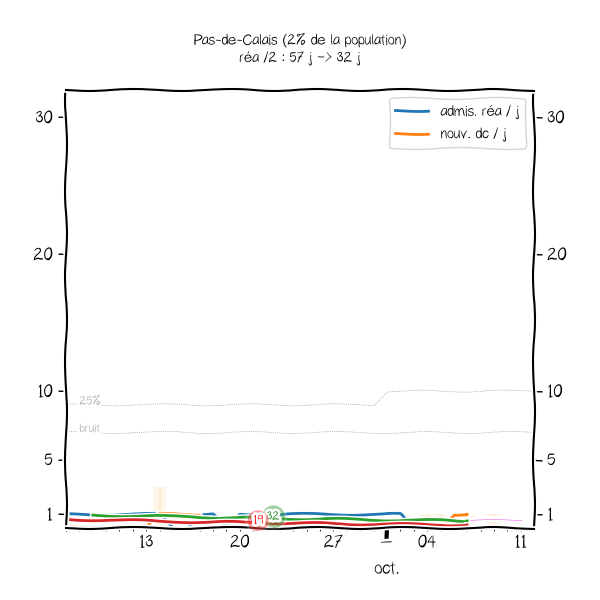 Pas-de-Calais (2% de la population)
réa /2 : 57 j -> 32 j
admis. réa / j
nouv. dc / j
30 30
20 20
10 10
25%
bruit
5 5
1 1
19 32
13 20 27 1 04 11
oct.